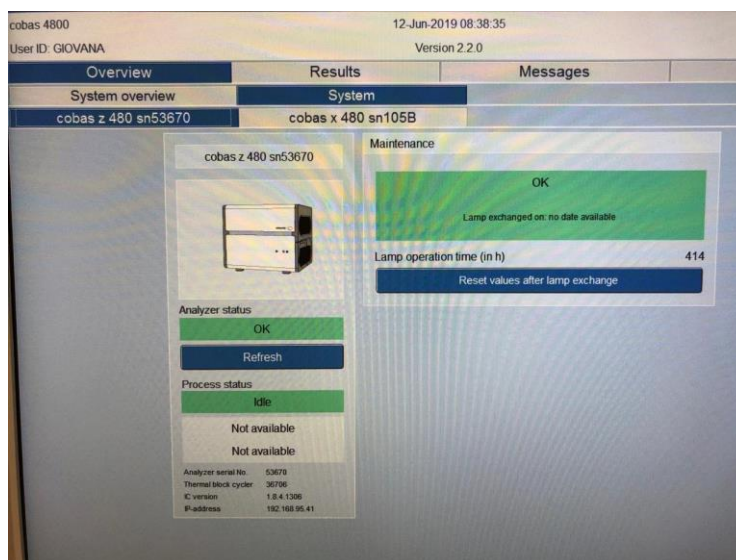 cobas 4800
12-Jun-2019 08:38:35
User ID: GIOVANA
Version 2.2.0
Overview
Results
Messages
System overview
System
cobas z 480 sn53670
cobas x 480 sn105B
cobas z 480 sn53670
Analyzer status
OK
Refresh
Process status
Idle
Not available
Not available
Analyzer serial No. 53670
Thermal block cycler 36706
IC version 1.8.4.1306
IP-address 192.168.95.41
Maintenance
OK
Lamp exchanged on: no date available
Lamp operation time (in h) 414
Reset values after lamp exchange